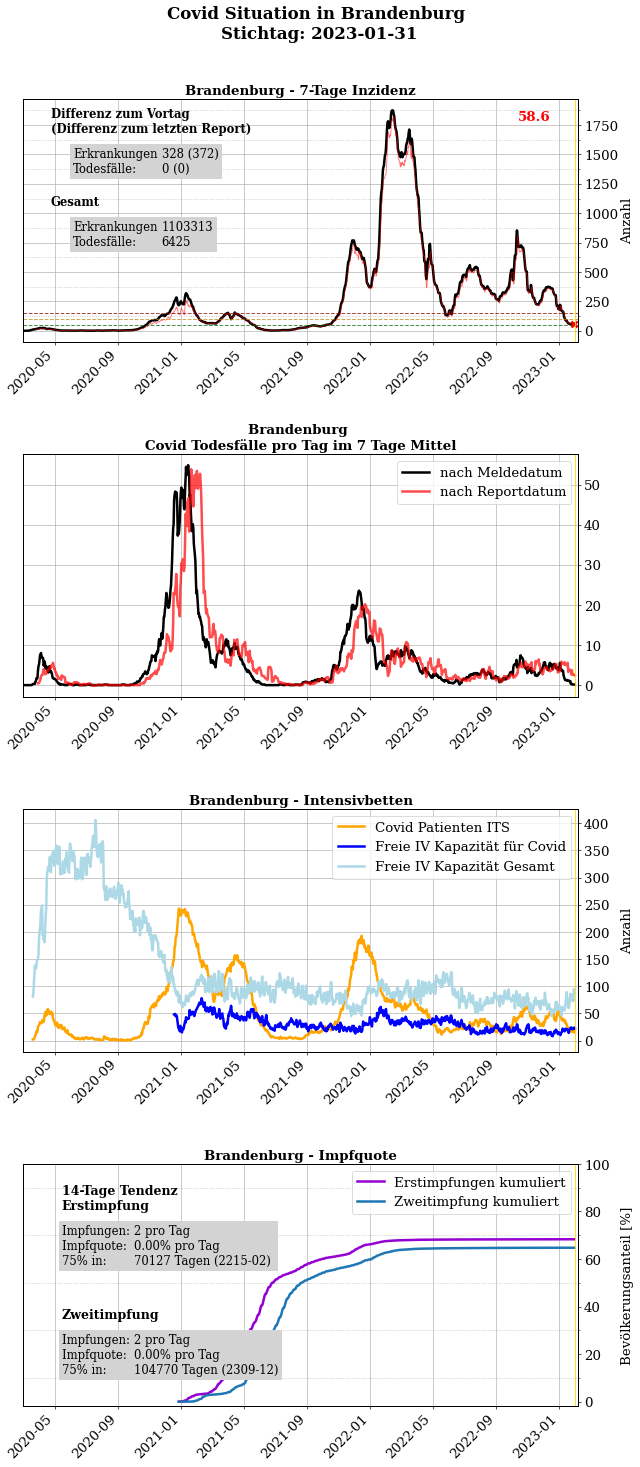 Covid Situation in Brandenburg
Stichtag: 2023-01-31
Brandenburg - 7-Tage Inzidenz
Differenz zum Vortag
(Differenz zum letzten Report)
Erkrankungen 328 (372)
Todesfälle: 0 (0)
Gesamt
Erkrankungen 1103313
Todesfälle: 6425
58.6
1750
1500
1250
1000
750
500
250
0
Anzahl
2020-05
2020-09
2021-01
2021-05
2021-09
2022-01
2022-05
2022-09
2023-01
Brandenburg
Covid Todesfälle pro Tag im 7 Tage Mittel
nach Meldedatum
nach Reportdatum
50
40
30
20
10
0
2020-05
2020-09
2021-01
2021-05
2021-09
2022-01
2022-05
2022-09
2023-01
Brandenburg - Intensivbetten
Covid Patienten ITS
Freie IV Kapazität für Covid
Freie IV Kapazität Gesamt
400
350
300
250
200
150
100
50
0
Anzahl
2020-05
2020-09
2021-01
2021-05
2021-09
2022-01
2022-05
2022-09
2023-01
Brandenburg - Impfquote
14-Tage Tendenz
Erstimpfung
Impfungen: 2 pro Tag
Impfquote: 0.00% pro Tag
75% in: 70127 Tagen (2215-02)
Zweitimpfung
Impfungen: 2 pro Tag
Impfquote: 0.00% pro Tag
75% in: 104770 Tagen (2309-12)
Erstimpfungen kumuliert
Zweitimpfung kumuliert
100
80
60
40
20
0
Bevölkerungsanteil [%]
2020-05
2020-09
2021-01
2021-05
2021-09
2022-01
2022-05
2022-09
2023-01